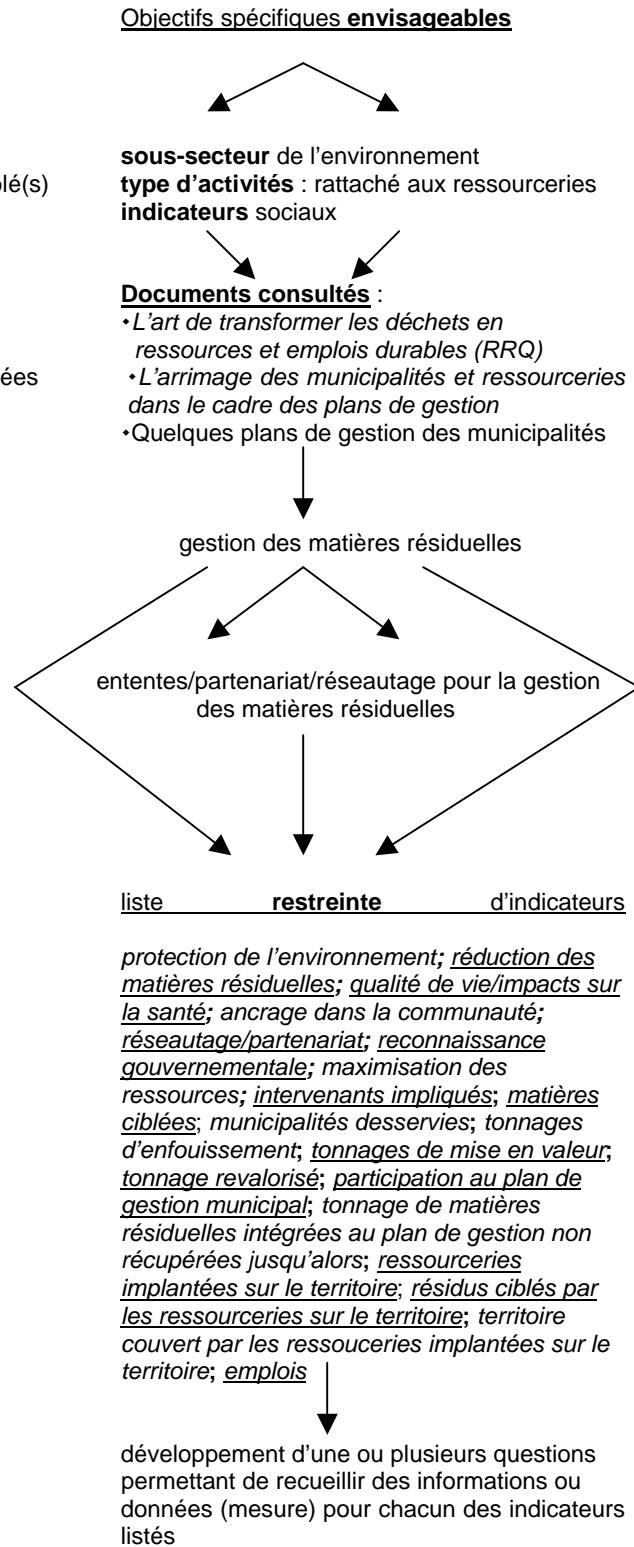 Objectifs spécifiques envisageables
sous-secteur de l'environnement
type d'activités : rattaché aux ressourceries
indicateurs sociaux
lé(s)
Documents consultés :
•L'art de transformer les déchets en
ressources et emplois durables (RRQ)
•L'arrimage des municipalités et ressourceries
dans le cadre des plans de gestion
•Quelques plans de gestion des municipalités
ées
gestion des matières résiduelles
ententes/partenariat/réseautage pour la gestion
des matières résiduelles
liste restreinte d'indicateurs
protection de l'environnement; réduction des
matières résiduelles; qualité de vie/impacts sur
la santé; ancrage dans la communauté;
réseautage/partenariat; reconnaissance
gouvernementale; maximisation des
ressources; intervenants impliqués; matières
ciblées; municipalités desservies; tonnages
d'enfouissement; tonnages de mise en valeur;
tonnage revalorisé; participation au plan de
gestion municipal; tonnage de matières
résiduelles intégrées au plan de gestion non
récupérées jusqu'alors; ressourceries
implantées sur le territoire; résidus ciblés par
les ressourceries sur le territoire; territoire
couvert par les ressouceries implantées sur le
territoire; emplois
développement d'une ou plusieurs questions
permettant de recueillir des informations ou
données (mesure) pour chacun des indicateurs
listés